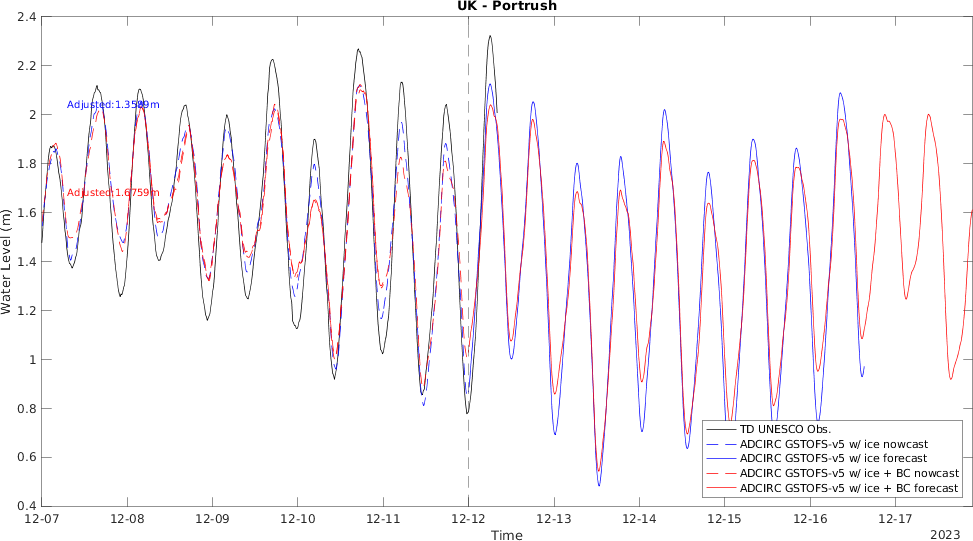 UK - Portrush
2.4
2.2
2
1.8
1.6
1.4
1.2
1
0.8
0.6
0.4
Water Level (m)
Adjusted:1.3589m
Adjusted:1.6759m
TD UNESCO Obs.
ADCIRC GSTOFS-v5 w/ ice nowcast
ADCIRC GSTOFS-v5 w/ ice forecast
ADCIRC GSTOFS-v5 w/ ice + BC nowcast
ADCIRC GSTOFS-v5 w/ ice + BC forecast
12-07 12-08 12-09 12-10 12-11 12-12 12-13 12-14 12-15 12-16 12-17
Time
2023